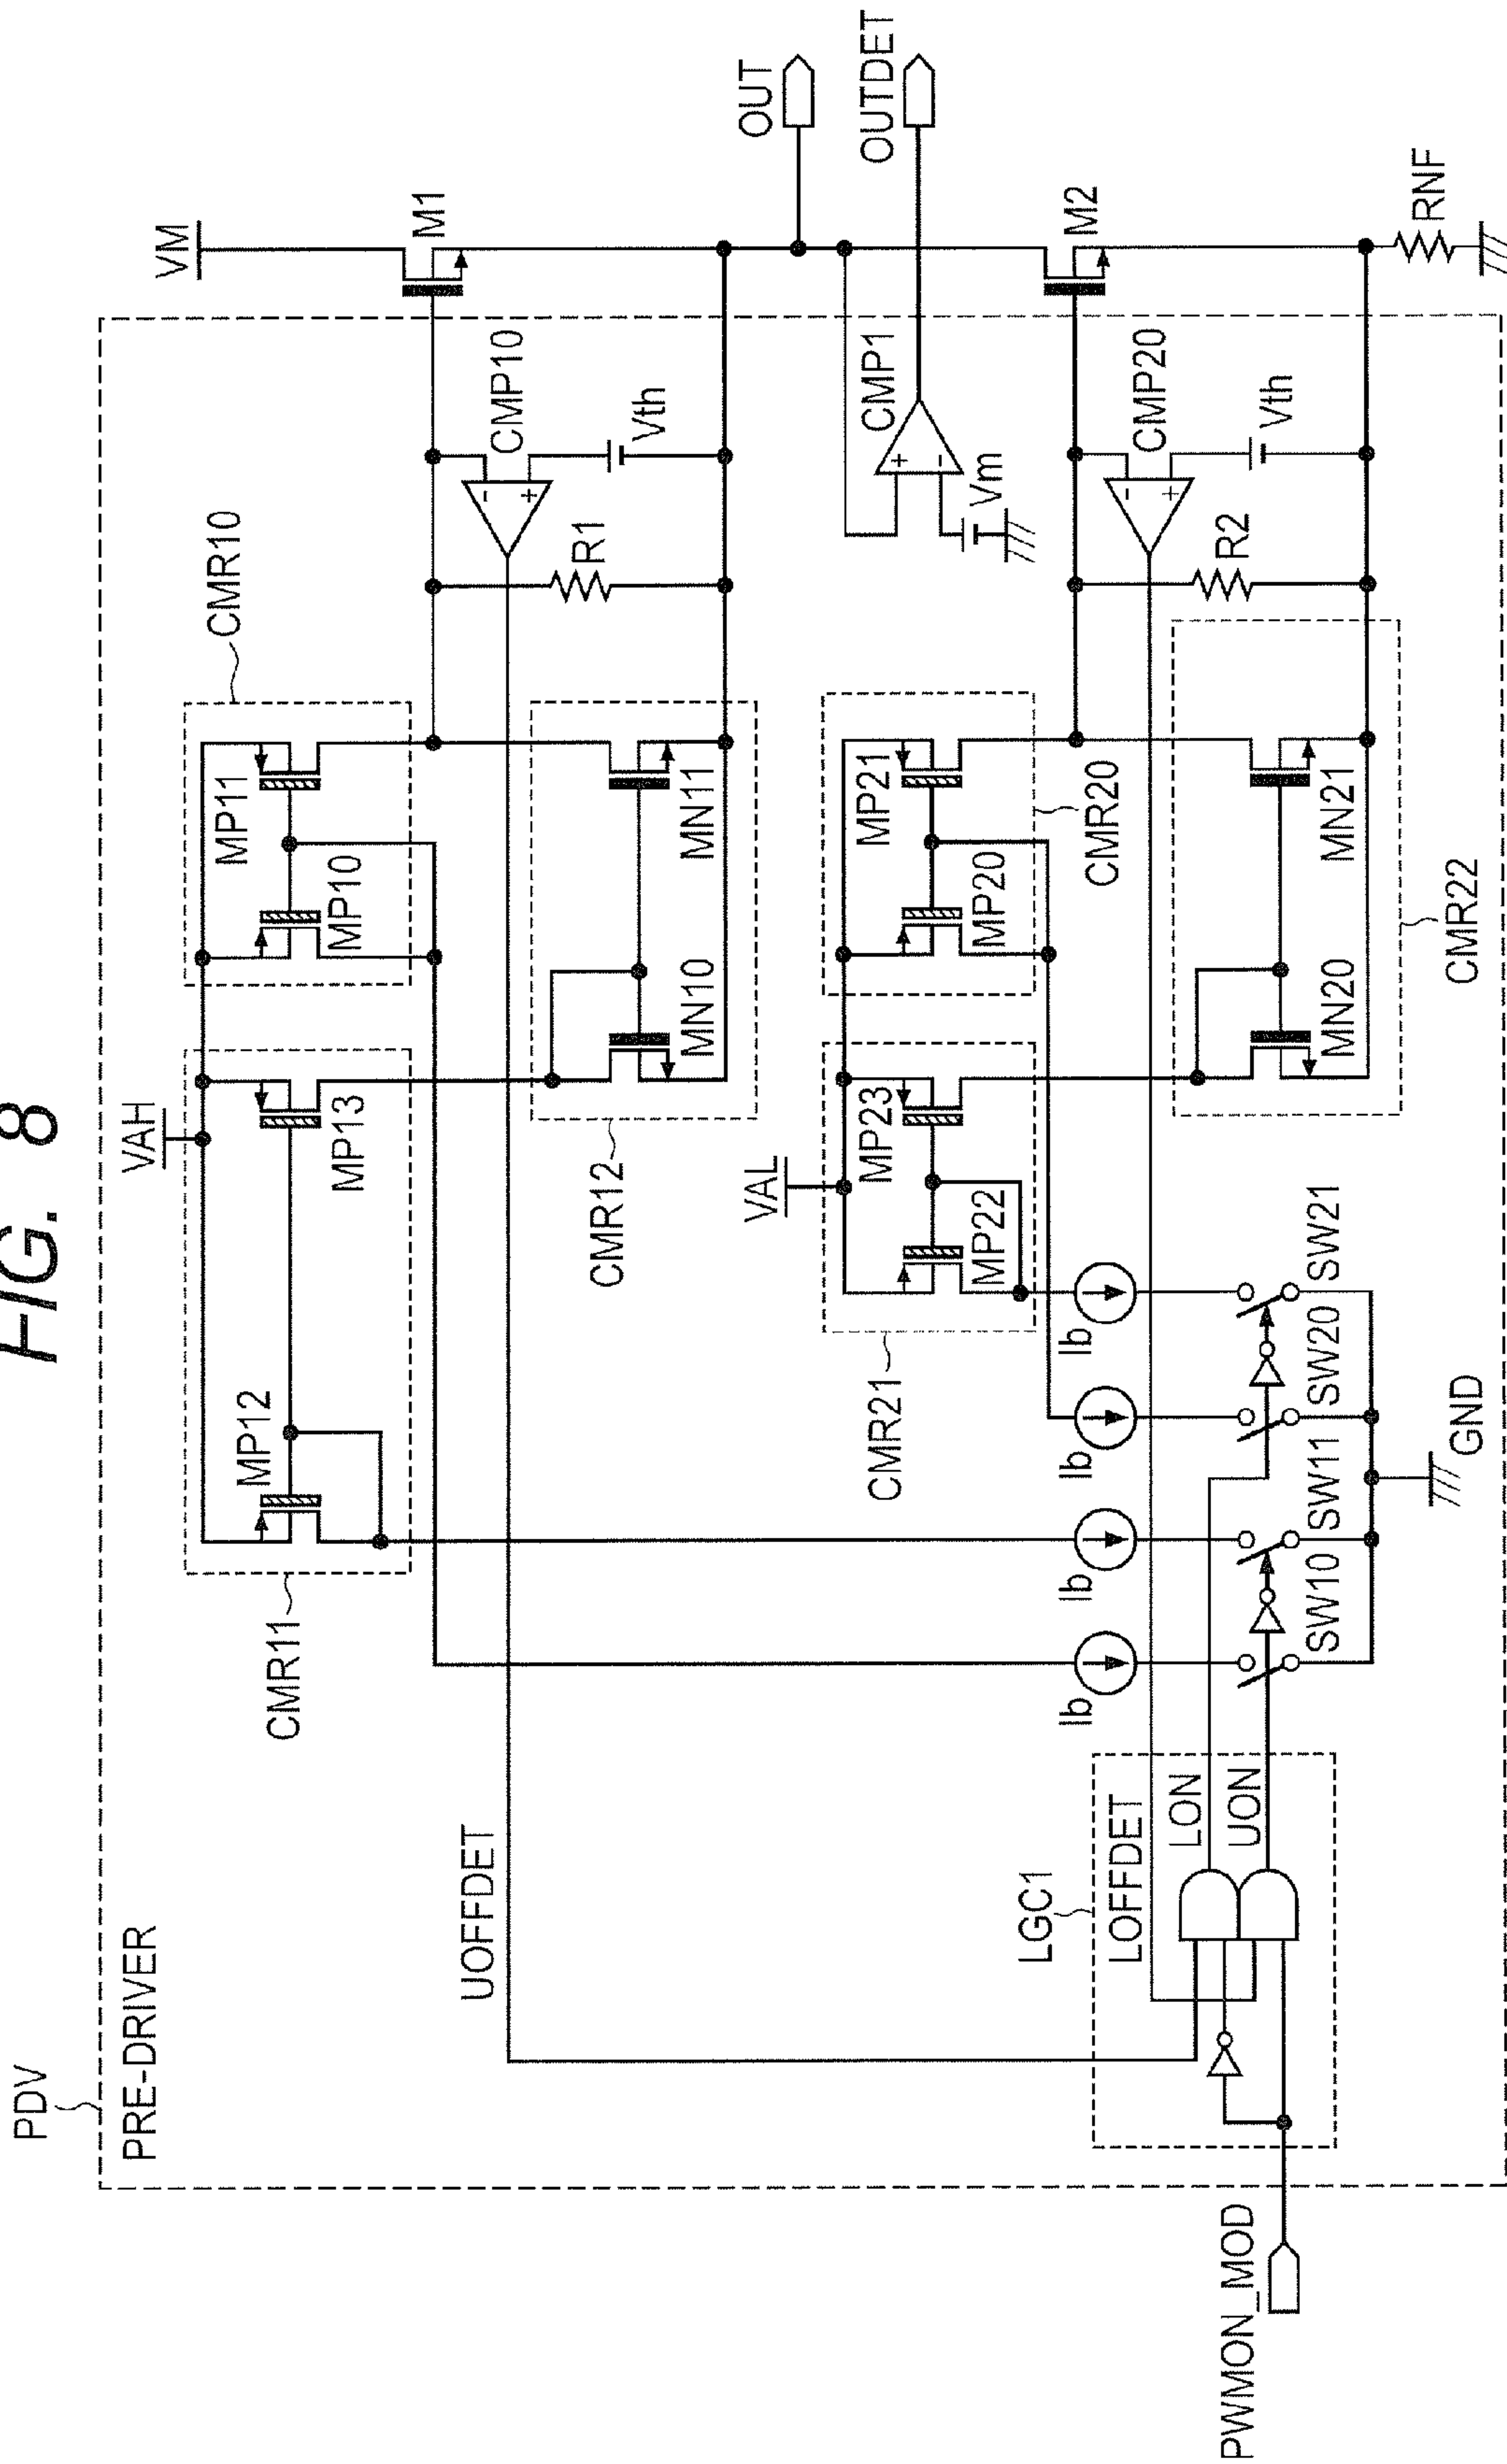 FIG. 8
PDV
PRE-DRIVER
VAH
VM
CMR11
MP12
MP13
CMR10
MP10
MP11
M1
OUT
UOFFDET
CMP10
-
+
Vth
R1
CMR12
MN10
MN11
OUTDET
CMP1
+
-
Vm
VAL
CMR21
MP22
MP23
MP20
MP21
CMR20
M2
CMP20
-
+
Vth
R2
Ib
Ib
Ib
Ib
LGC1
LOFFDET
LON
UON
SW10
SW11
SW20
SW21
MN20
MN21
CMR22
RNF
GND
PWMON_MOD